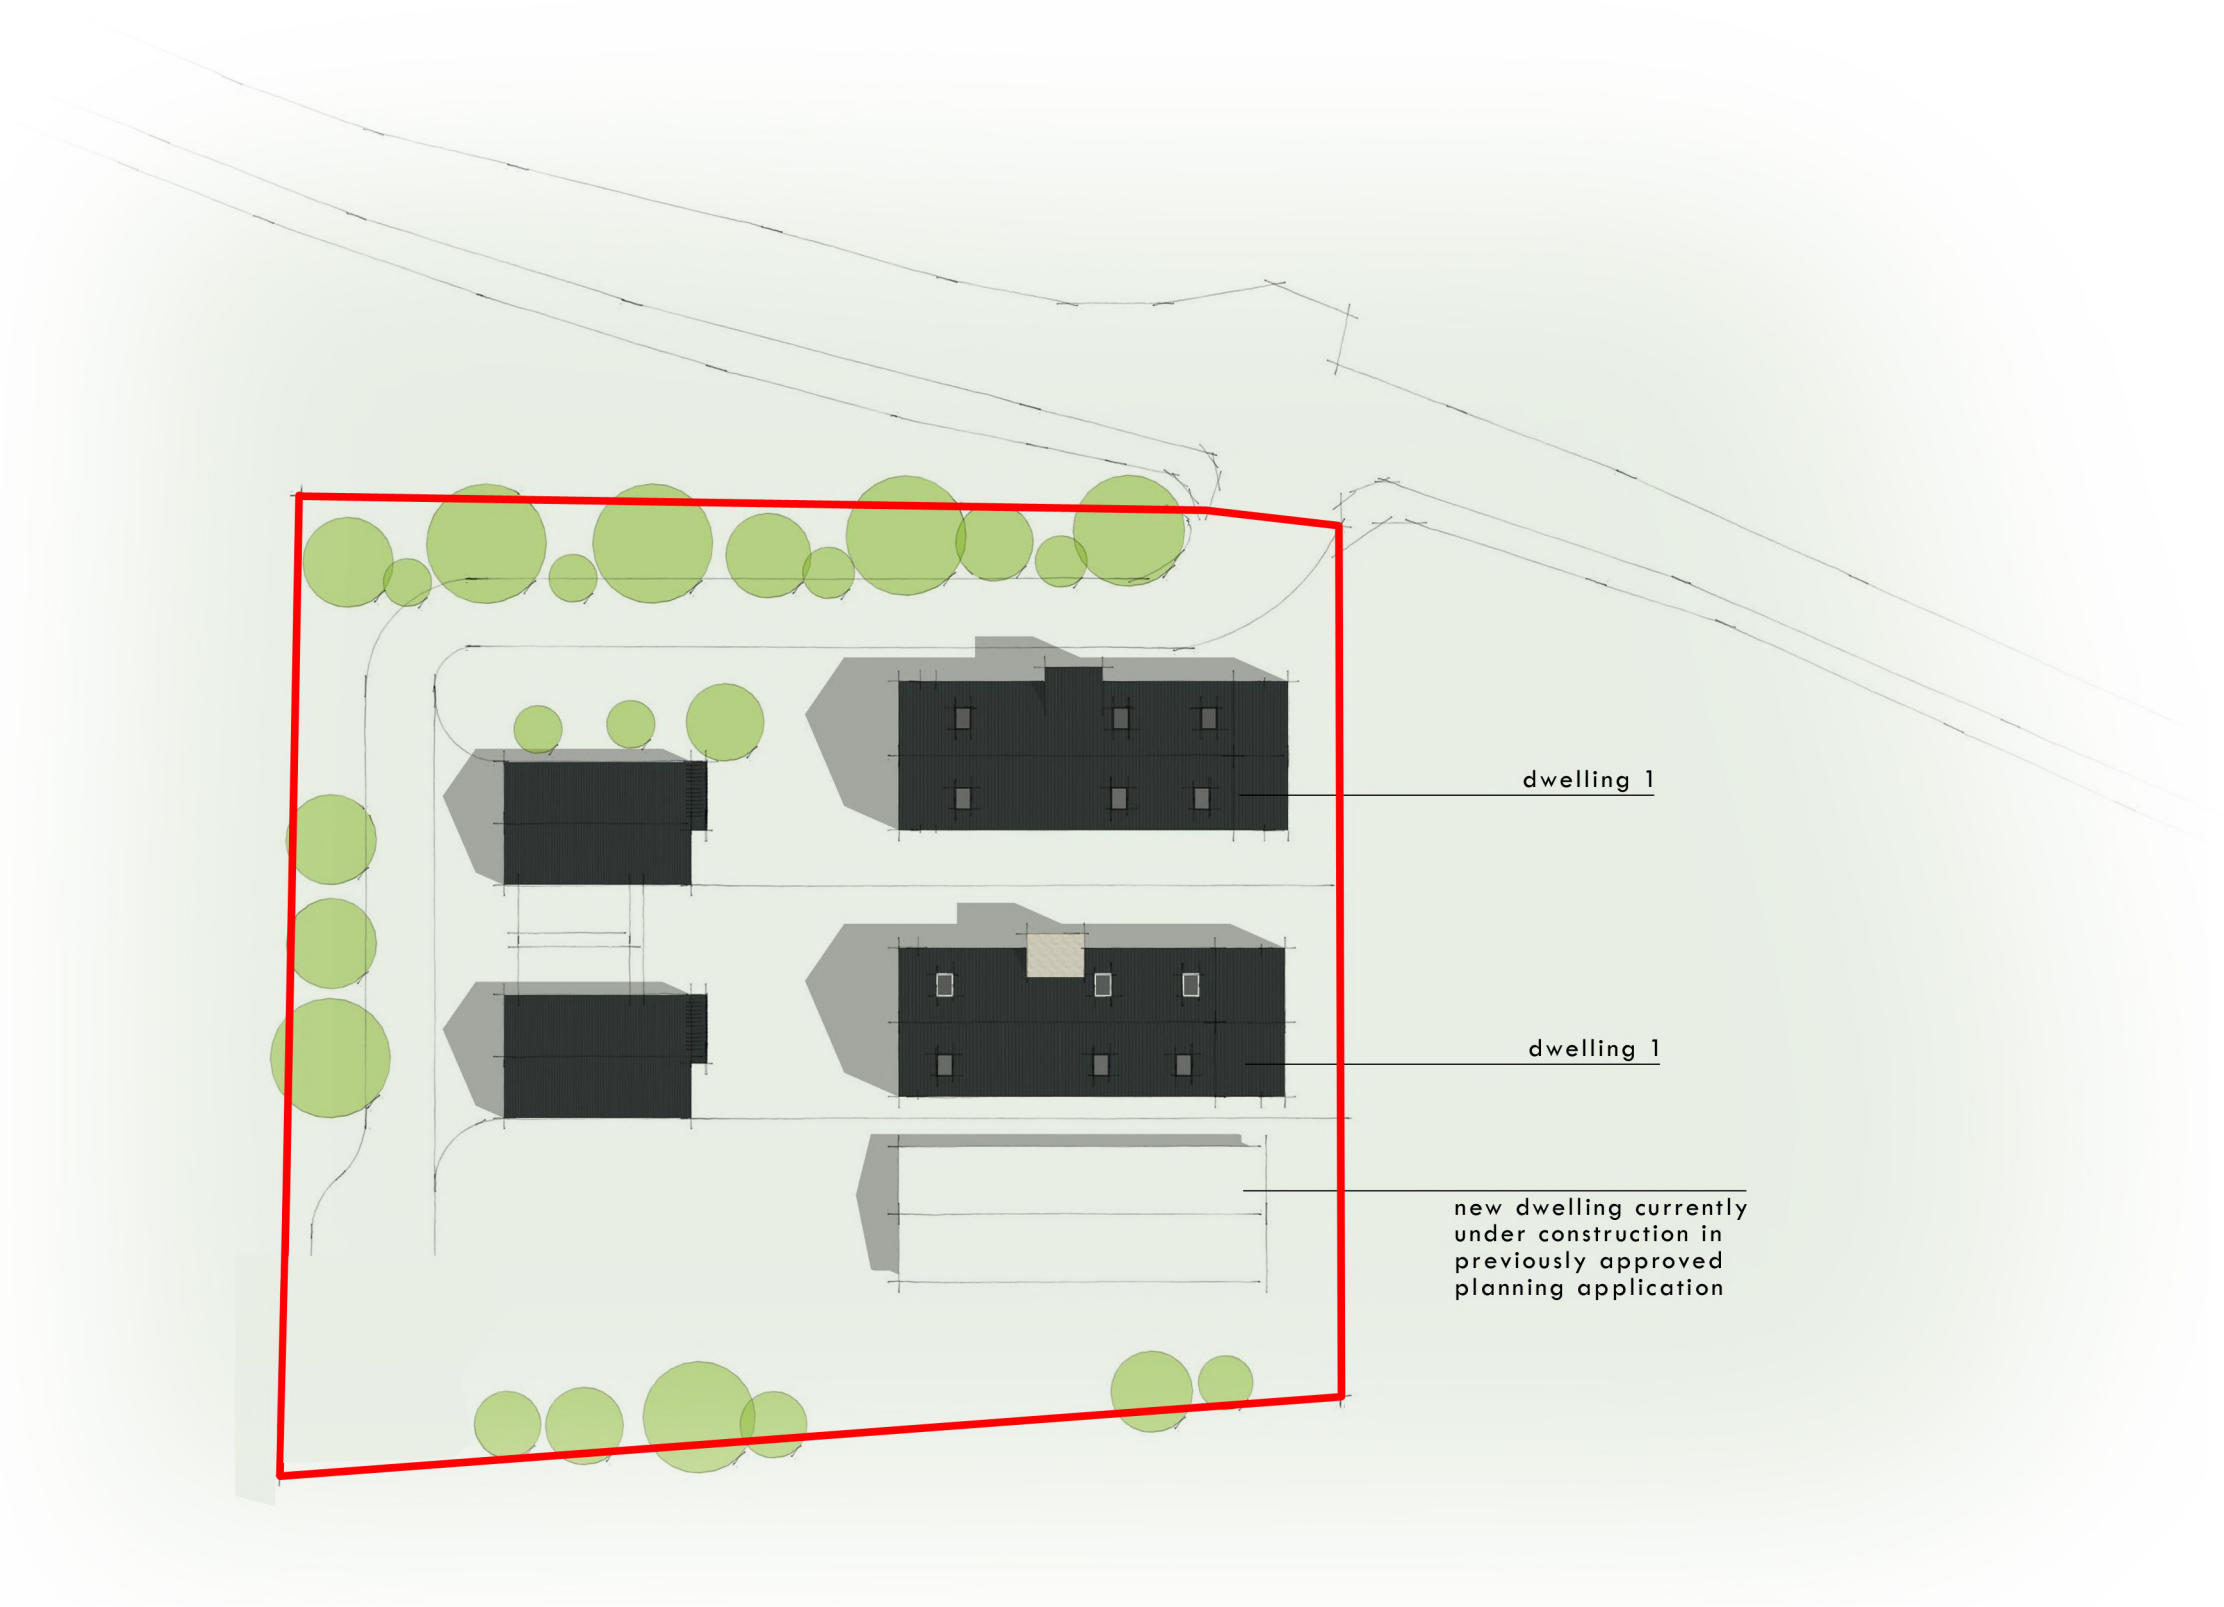 dwelling 1
dwelling 1
new dwelling currently
under construction in
previously approved
planning application